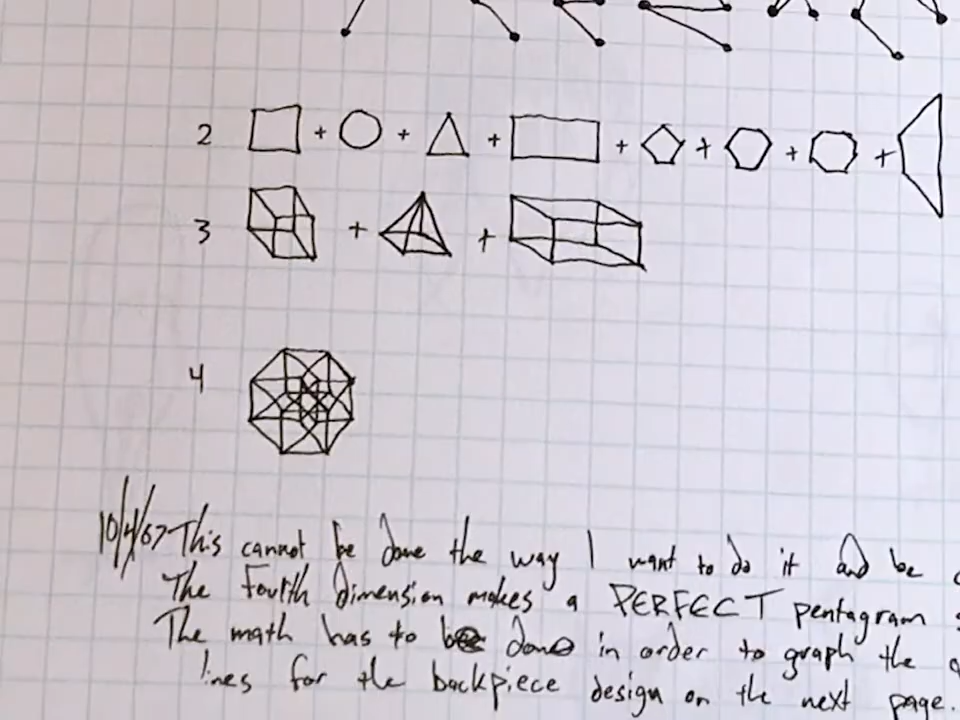 2 + + + + + + +
3 + +
4
10/4/67 This cannot be done the way I want to do it and be
The Fourth dimension makes a PERFECT pentagram
The math has to be done in order to graph the
lines for the backpiece design on the next page.